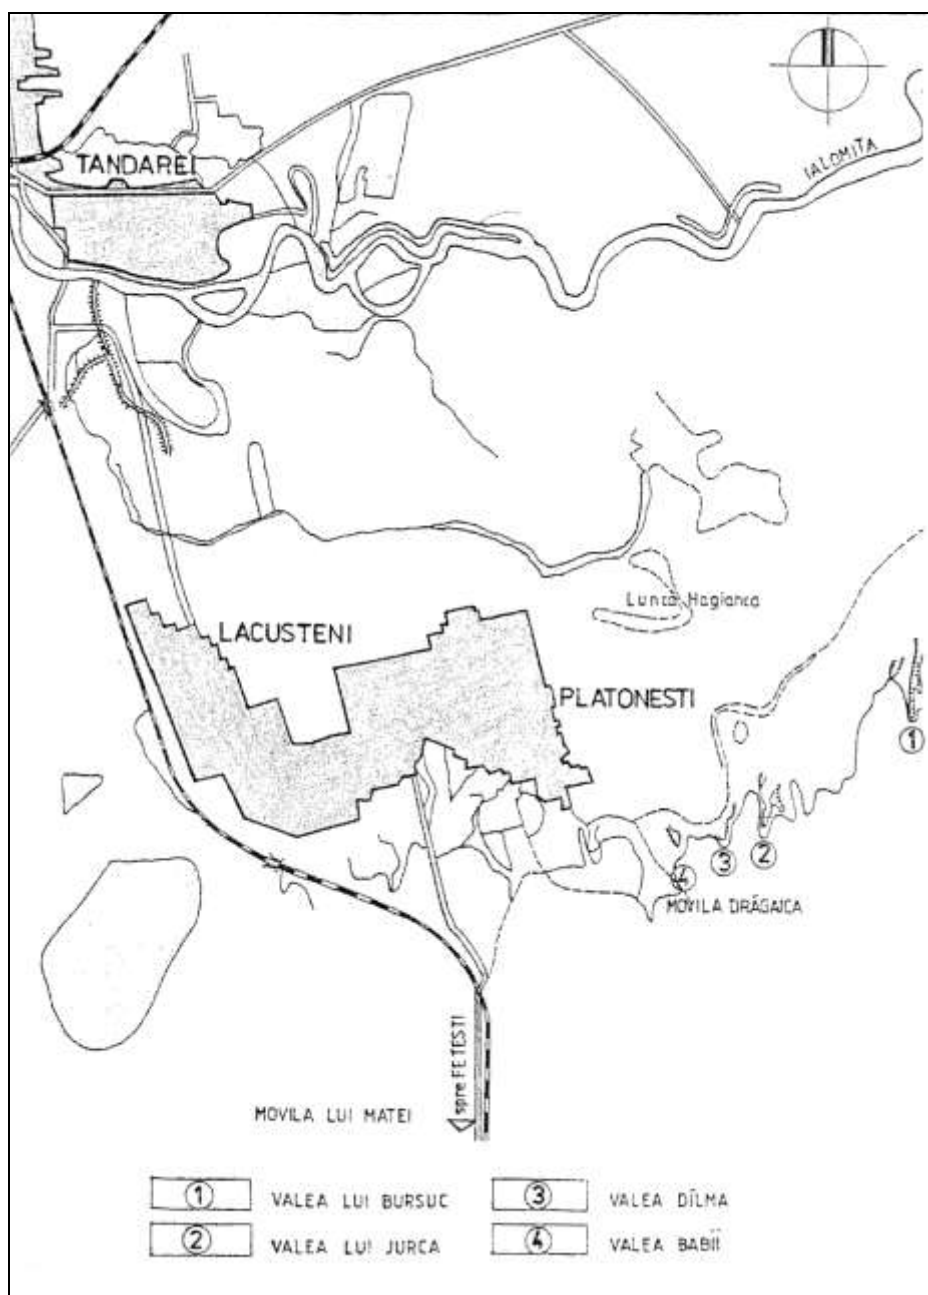 TANDAREI
IALOMITA
Lunca Hagianca
LACUSTENI
PLATONESTI
1
3
2
4
MOVILA DRĂGAICA
spre FETESTI
MOVILA LUI MATEI
1 VALEA LUI BURSUC
3 VALEA DÎLMA
2 VALEA LUI JURCA
4 VALEA BABII